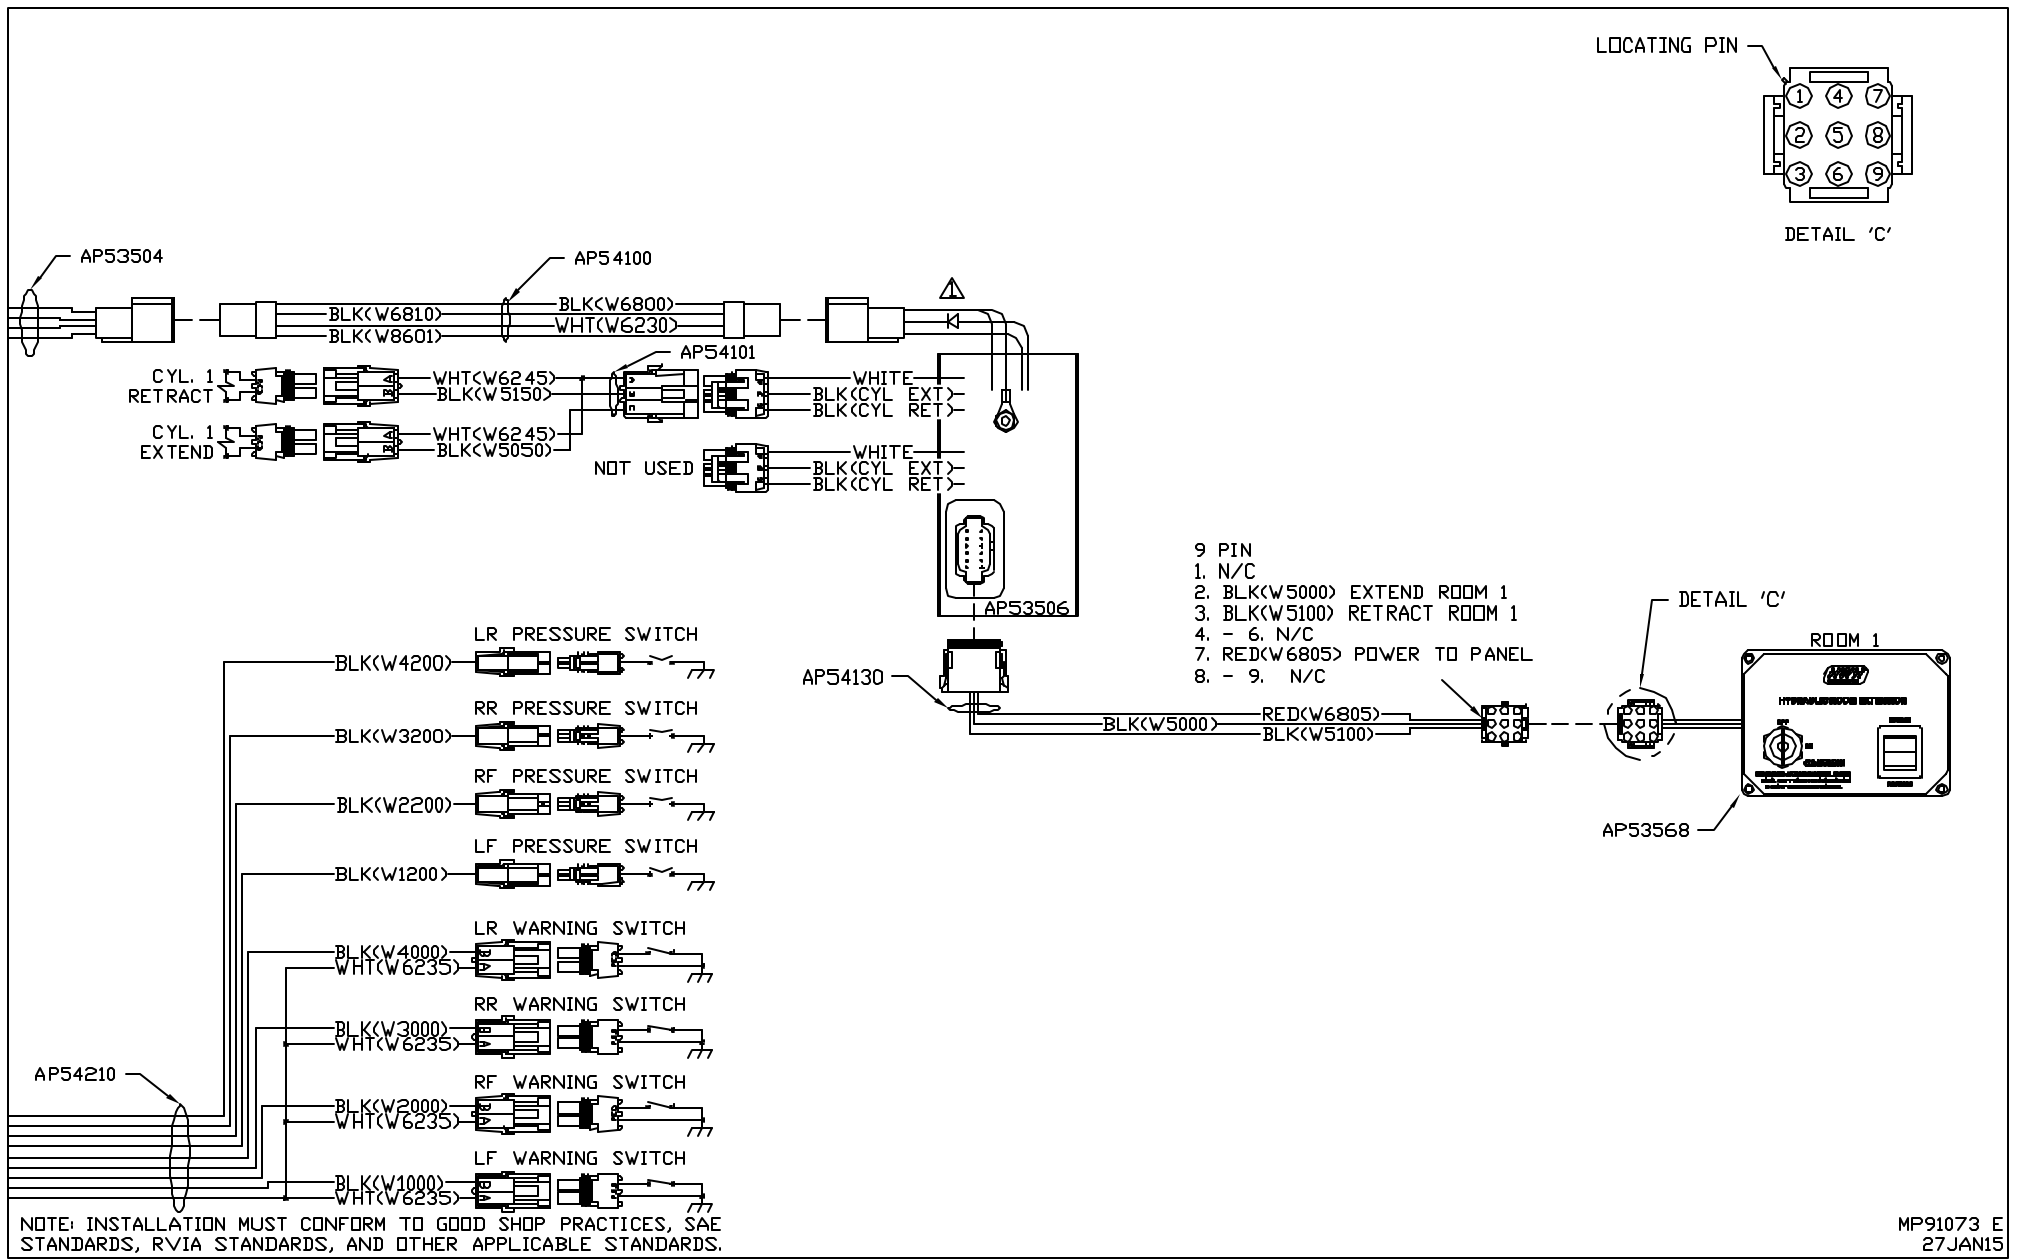 LOCATING PIN
1 4 7
2 5 8
3 6 9
DETAIL 'C'
AP53504
AP54100
1
BLK(W6800)
BLK(W6810)
WHT(W6230)
BLK(W8601)
AP54101
CYL. 1
RETRACT
WHT(W6245)
BLK(W5150)
WHITE
BLK(CYL EXT)
BLK(CYL RET)
CYL. 1
EXTEND
WHT(W6245)
BLK(W5050)
NOT USED
WHITE
BLK(CYL EXT)
BLK(CYL RET)
AP53506
9 PIN
1. N/C
2. BLK(W5000) EXTEND ROOM 1
3. BLK(W5100) RETRACT ROOM 1
4. - 6. N/C
7. RED(W6805) POWER TO PANEL
8. - 9. N/C
DETAIL 'C'
ROOM 1
AP54130
RED(W6805)
BLK(W5000)
BLK(W5100)
OFF
AP53568
LR PRESSURE SWITCH
BLK(W4200)
RR PRESSURE SWITCH
BLK(W3200)
RF PRESSURE SWITCH
BLK(W2200)
LF PRESSURE SWITCH
BLK(W1200)
LR WARNING SWITCH
BLK(W4000)
WHT(W6235)
RR WARNING SWITCH
BLK(W3000)
WHT(W6235)
AP54210
RF WARNING SWITCH
BLK(W2000)
WHT(W6235)
LF WARNING SWITCH
BLK(W1000)
WHT(W6235)
NOTE: INSTALLATION MUST CONFORM TO GOOD SHOP PRACTICES, SAE
STANDARDS, RVIA STANDARDS, AND OTHER APPLICABLE STANDARDS.
MP91073 E
27JAN15